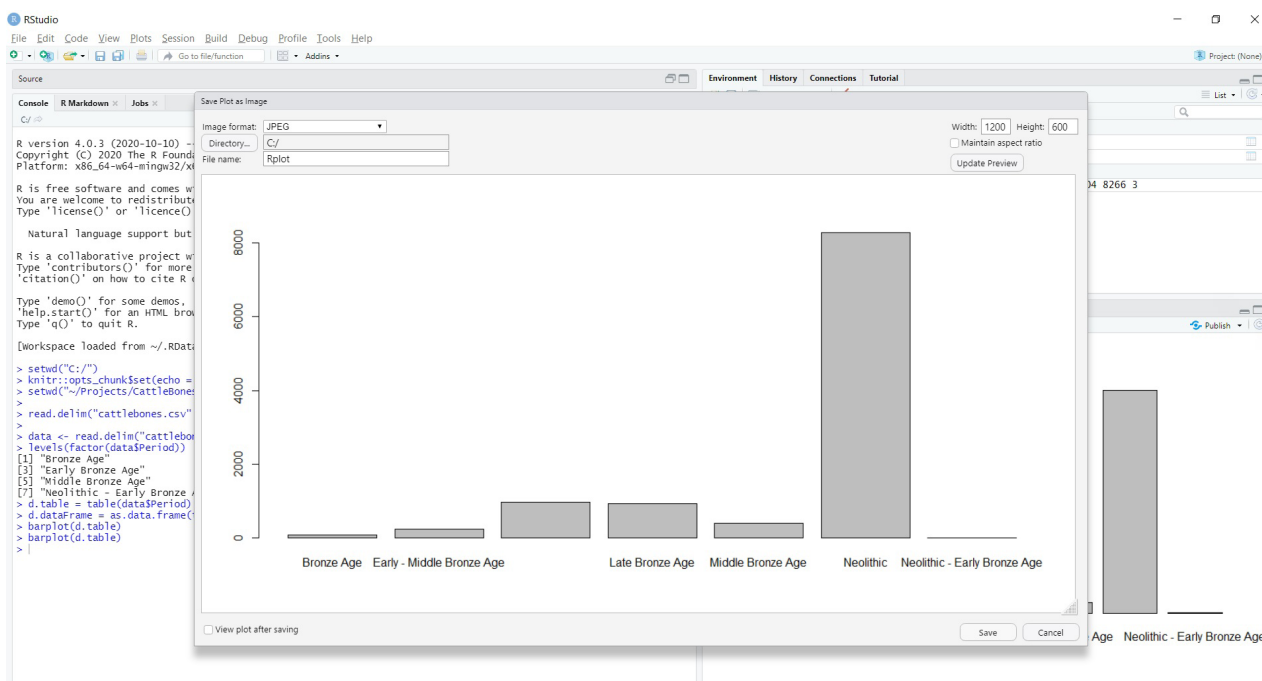 RStudio
File Edit Code View Plots Session Build Debug Profile Tools Help
Go to file/function Addins
Project: (None)
Source
Environment History Connections Tutorial
Console R Markdown Jobs
List
C:/
R version 4.0.3 (2020-10-10) --
Copyright (C) 2020 The R Founda
Platform: x86_64-w64-mingw32/x
R is free software and comes w
You are welcome to redistribute
Type 'license()' or 'licence()
Natural language support but
R is a collaborative project w
Type 'contributors()' for more
'citation()' on how to cite R
Type 'demo()' for some demos,
'help.start()' for an HTML brow
Type 'q()' to quit R.
[Workspace loaded from ~/.RData
> setwd("C:/")
> knitr::opts_chunk$set(echo =
> setwd("~/Projects/CattleBones
>
> read.delim("cattlebones.csv"
>
> data <- read.delim("cattlebon
> levels(factor(data$Period))
[1] "Bronze Age"
[3] "Early Bronze Age"
[5] "Middle Bronze Age"
[7] "Neolithic - Early Bronze
> d.table = table(data$Period)
> d.dataFrame = as.data.frame(
> barplot(d.table)
> barplot(d.table)
>
Save Plot as Image
Image format: JPEG
Directory... C:/
File name: Rplot
Width: 1200 Height: 600
Maintain aspect ratio
Update Preview
8000
6000
4000
2000
0
Bronze Age Early - Middle Bronze Age Late Bronze Age Middle Bronze Age Neolithic Neolithic - Early Bronze Age
View plot after saving
Save Cancel
04 8266 3
Publish
Age Neolithic - Early Bronze Age